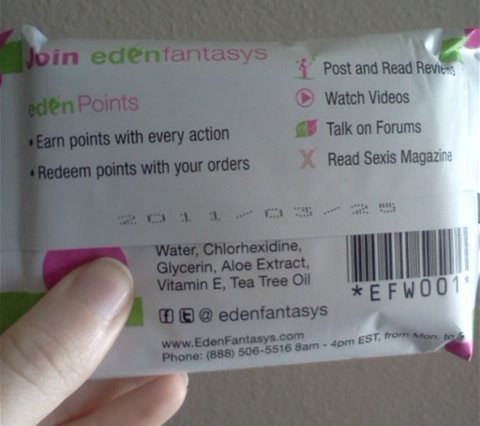 Join edenfantasys
eden Points
• Earn points with every action
• Redeem points with your orders
Post and Read Reviews
Watch Videos
Talk on Forums
X Read Sexis Magazine
2011/05/25
Water, Chlorhexidine,
Glycerin, Aloe Extract,
Vitamin E, Tea Tree Oil
*EFW001*
f t @ edenfantasys
www.EdenFantasys.com
Phone: (888) 506-5516 8am - 4pm EST, from Mon. to